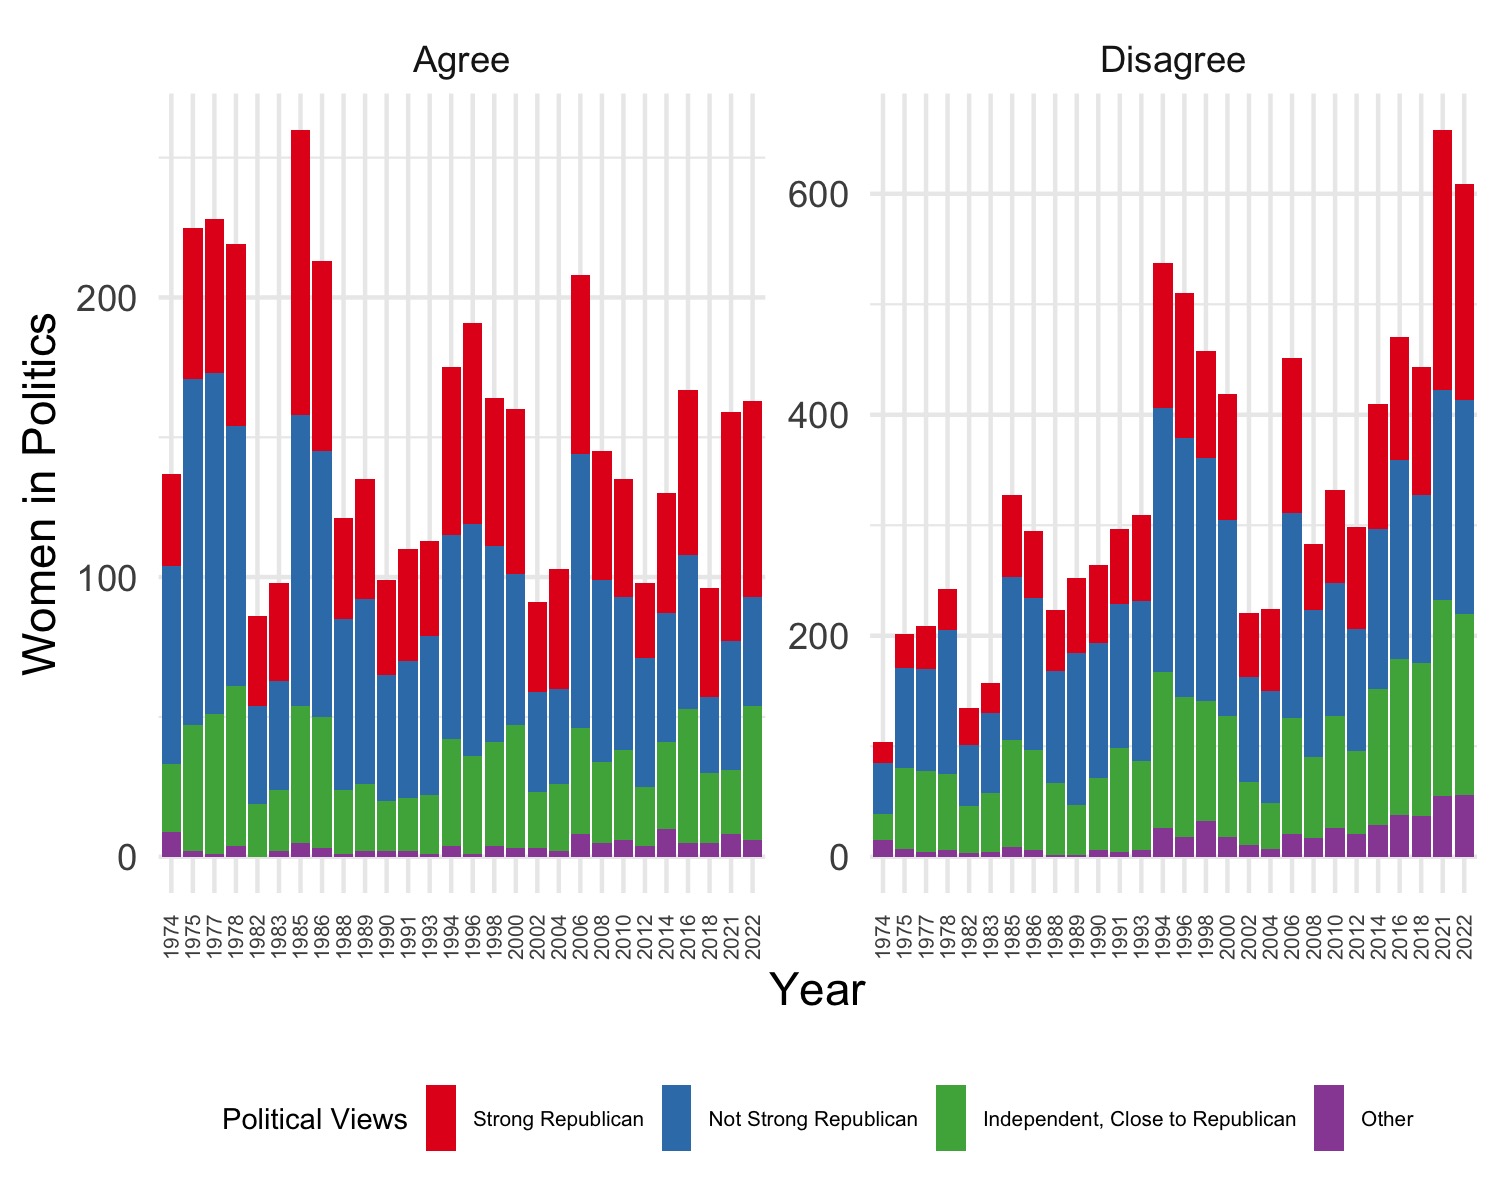 Agree Disagree
600
200
400
100
200
0 0
Women in Politics
1974 1975 1977 1978 1982 1983 1985 1986 1988 1989 1990 1991 1993 1994 1996 1998 2000 2002 2004 2006 2008 2010 2012 2014 2016 2018 2021 2022 1974 1975 1977 1978 1982 1983 1985 1986 1988 1989 1990 1991 1993 1994 1996 1998 2000 2002 2004 2006 2008 2010 2012 2014 2016 2018 2021 2022
Year
Political Views Strong Republican Not Strong Republican Independent, Close to Republican Other